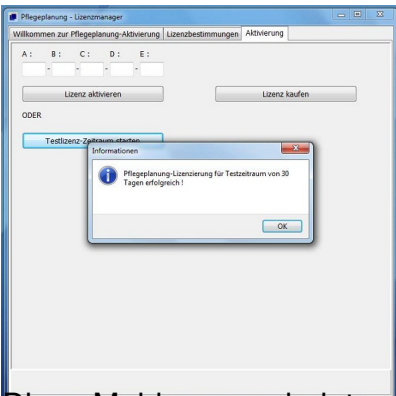 Pflegeplanung - Lizenzmanager
Willkommen zur Pflegeplanung-Aktivierung Lizenzbestimmungen Aktivierung
A : B : C : D : E :
- - - -
Lizenz aktivieren Lizenz kaufen
ODER
Testlizenz-Zeitraum starten
Informationen
Pflegeplanung-Lizenzierung für Testzeitraum von 30
Tagen erfolgreich !
OK